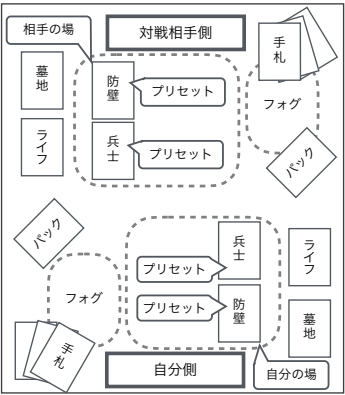 相手の場
対戦相手側
手札
墓地
防壁
プリセット
フォグ
ライフ
兵士
プリセット
パック
パック
兵士
ライフ
プリセット
フォグ
プリセット
防壁
墓地
手札
自分側
自分の場